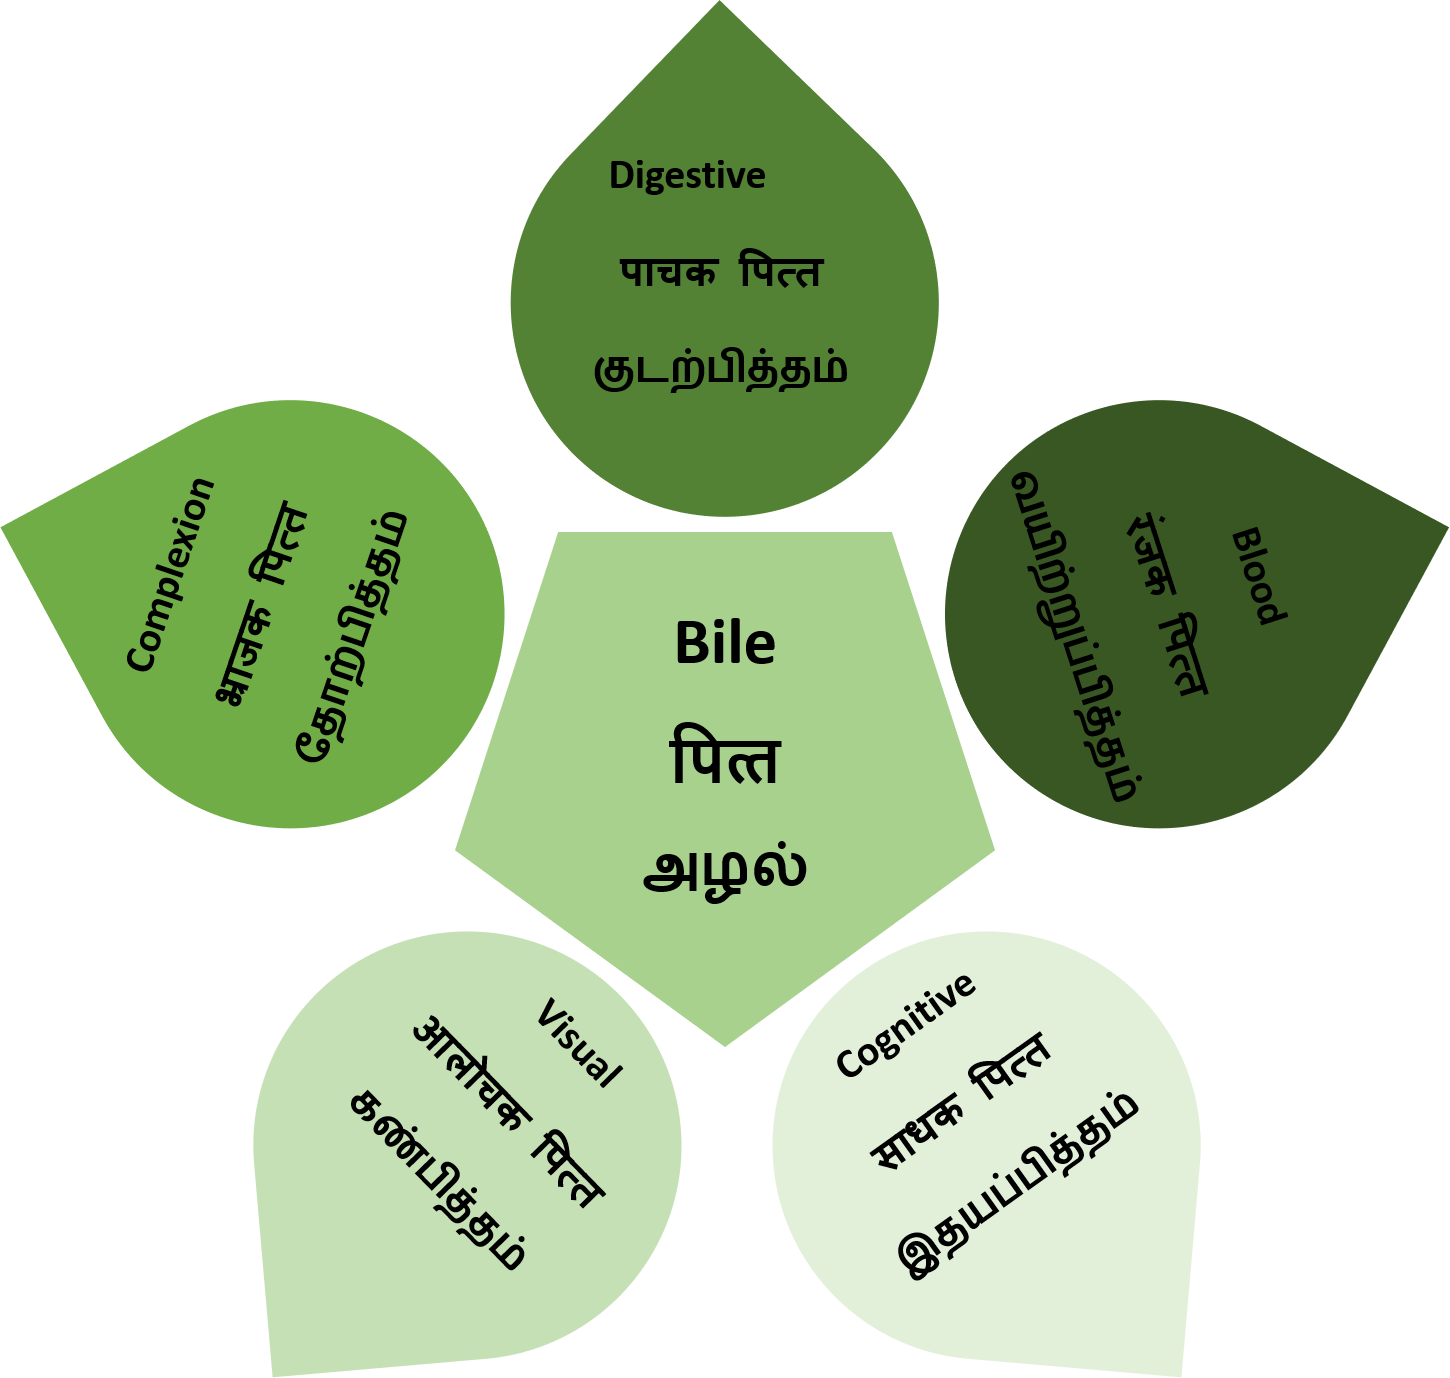 Digestive
पाचक पित्त
குடற்பித்தம்
Complexion
भ्राजक पित्त
தோற்பித்தம்
Blood
रंजक पित्त
வயிற்றுப்பித்தம்
Bile
पित्त
அழல்
Visual
आलोचक पित्त
கண்பித்தம்
Cognitive
साधक पित्त
இதயப்பித்தம்